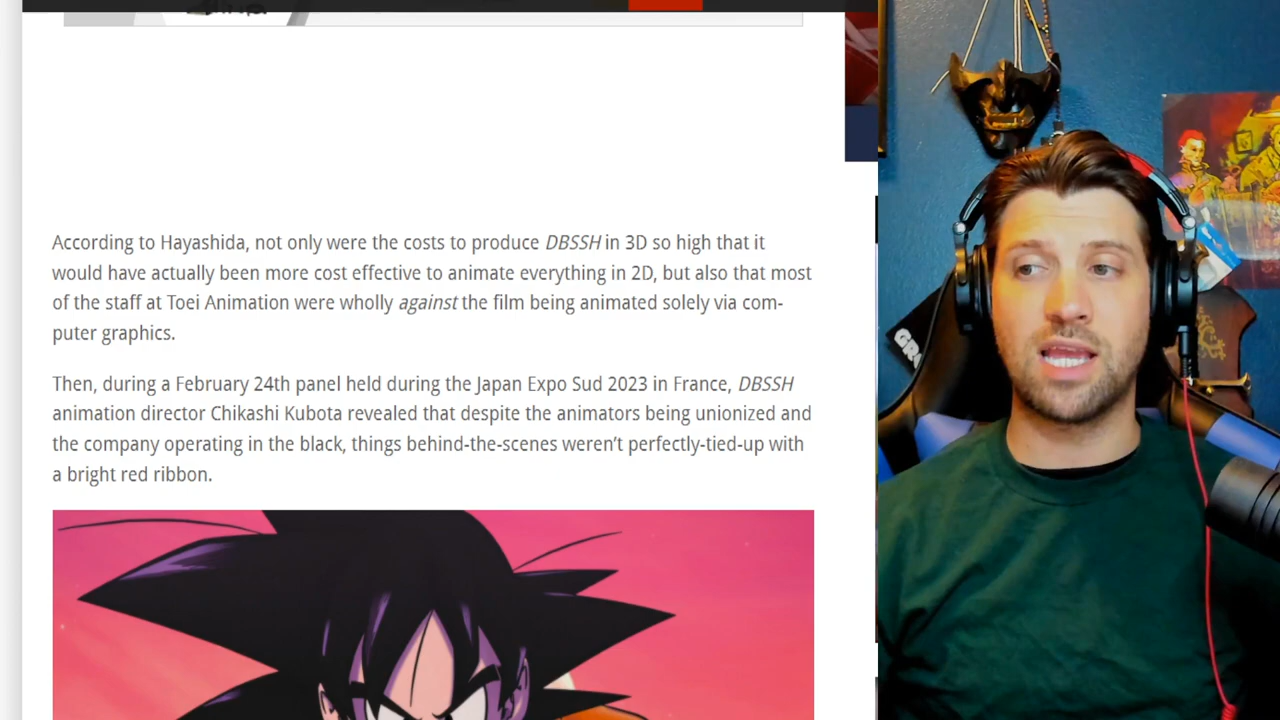 According to Hayashida, not only were the costs to produce DBSSH in 3D so high that it
would have actually been more cost effective to animate everything in 2D, but also that most
of the staff at Toei Animation were wholly against the film being animated solely via com-
puter graphics.
Then, during a February 24th panel held during the Japan Expo Sud 2023 in France, DBSSH
animation director Chikashi Kubota revealed that despite the animators being unionized and
the company operating in the black, things behind-the-scenes weren't perfectly-tied-up with
a bright red ribbon.